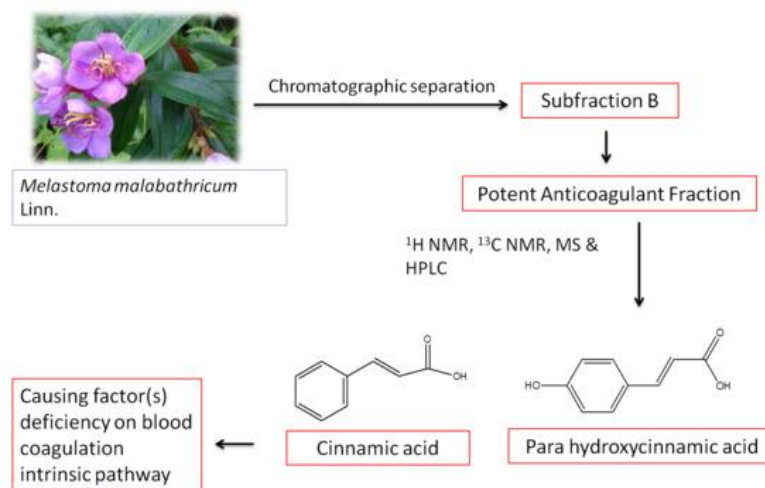 Chromatographic separation
Subfraction B
Melastoma malabathricum
Linn.
Potent Anticoagulant Fraction
¹H NMR, ¹³C NMR, MS &
HPLC
O
OH
HO
O
OH
Causing factor(s)
deficiency on blood
coagulation
intrinsic pathway
Cinnamic acid
Para hydroxycinnamic acid